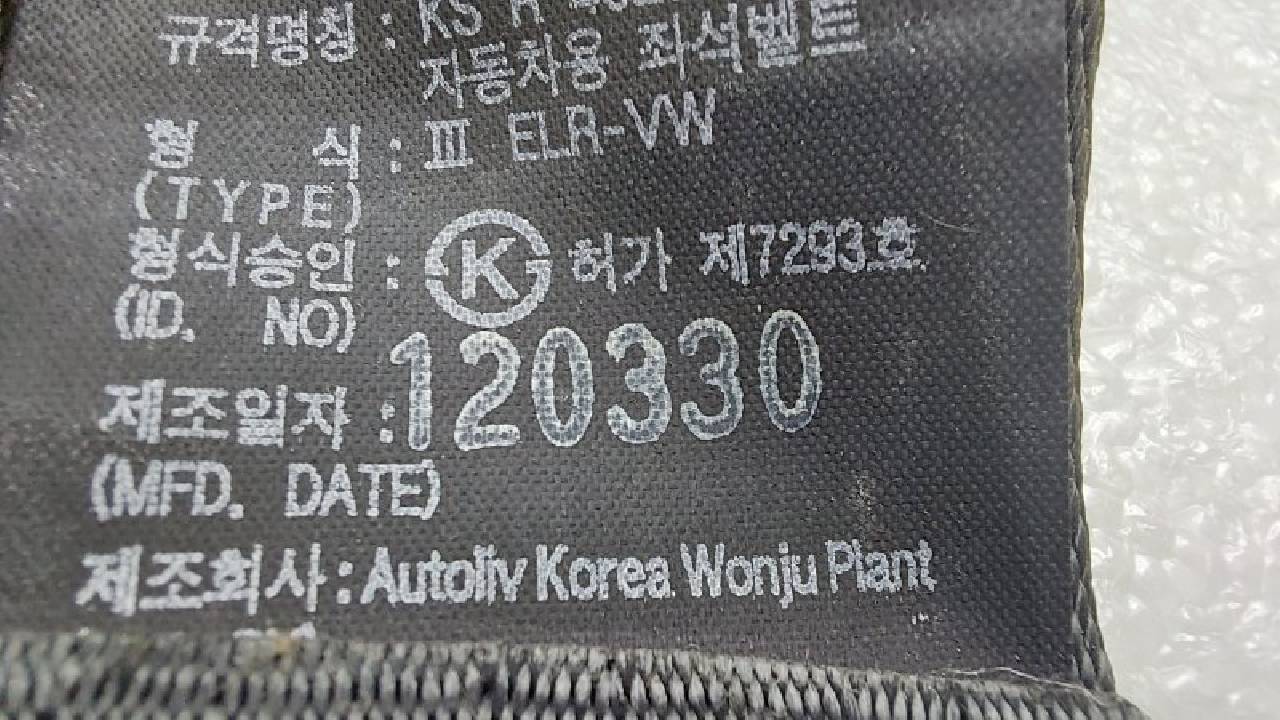 규격명칭 : KS R
자동차용 좌석벨트
형 식 : III ELR-VW
(TYPE)
형식승인 : K 허가 제7293호
(ID. NO)
제조일자 : 120330
(MFD. DATE)
제조회사 : Autoliv Korea Wonju Plant